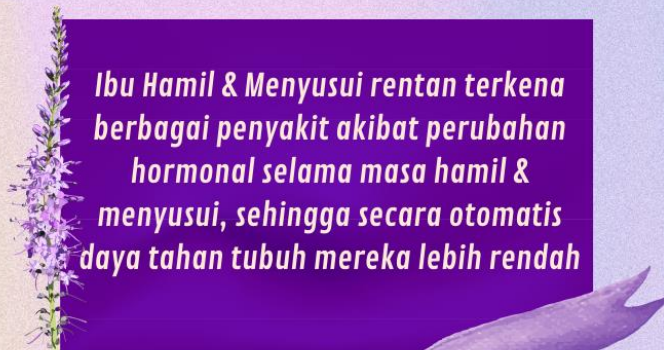 Ibu Hamil & Menyusui rentan terkena
berbagai penyakit akibat perubahan
hormonal selama masa hamil &
menyusui, sehingga secara otomatis
daya tahan tubuh mereka lebih rendah